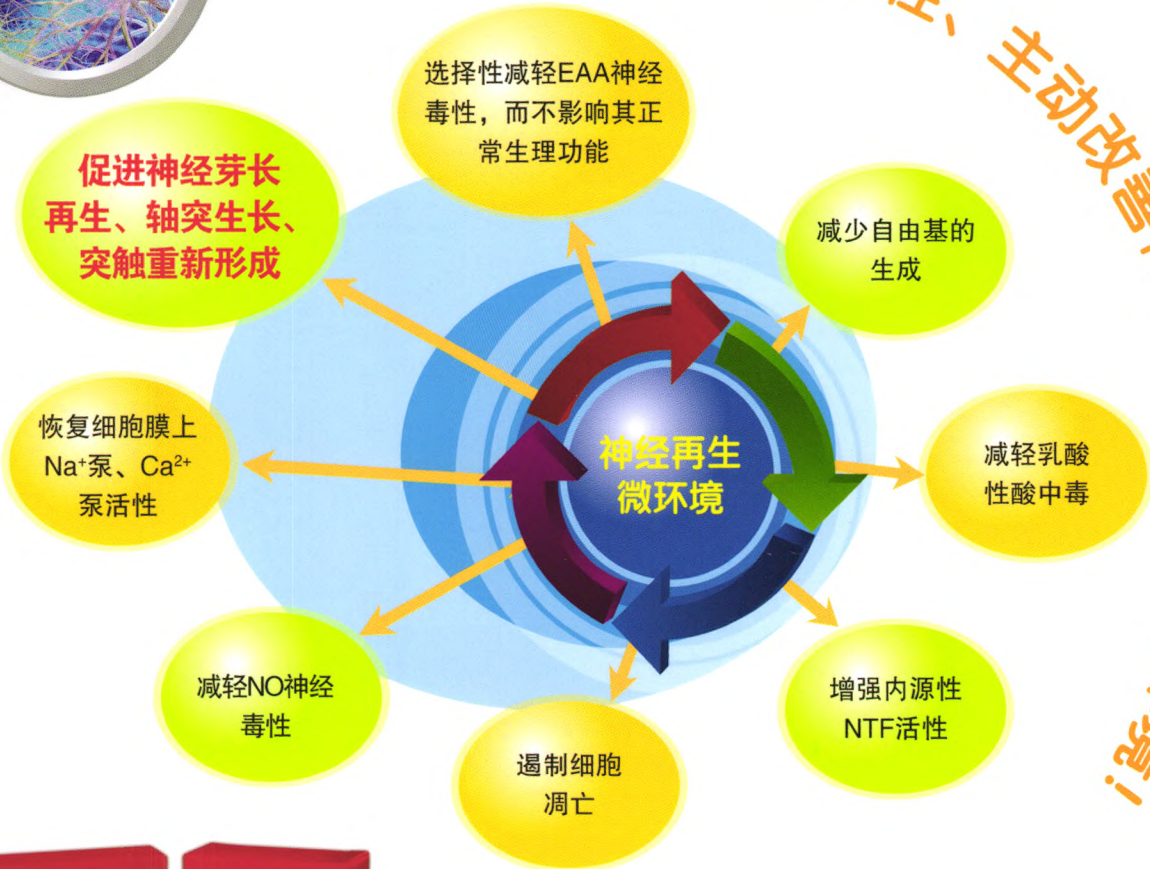 性、主动改善,
境!
选择性减轻EAA神经
毒性，而不影响其正
常生理功能
促进神经芽长
再生、轴突生长、
突触重新形成
减少自由基的
生成
恢复细胞膜上
Na⁺泵、Ca²⁺
泵活性
神经再生
微环境
减轻乳酸
性酸中毒
减轻NO神经
毒性
增强内源性
NTF活性
遏制细胞
凋亡